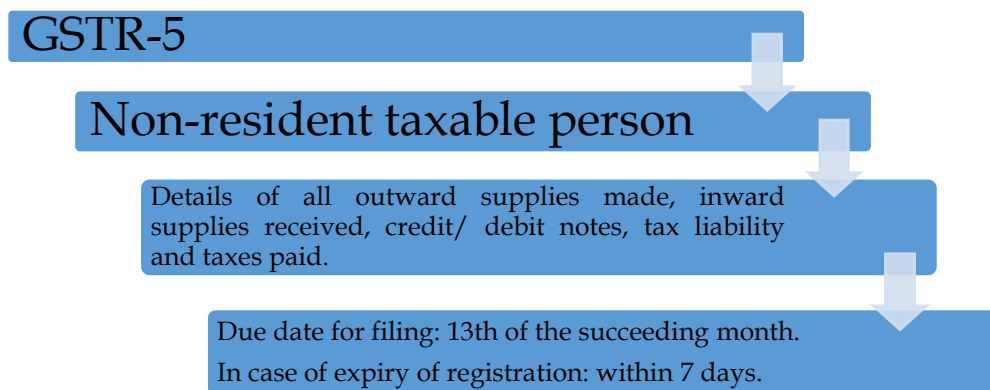 GSTR-5
Non-resident taxable person
Details of all outward supplies made, inward
supplies received, credit/ debit notes, tax liability
and taxes paid.
Due date for filing: 13th of the succeeding month.
In case of expiry of registration: within 7 days.